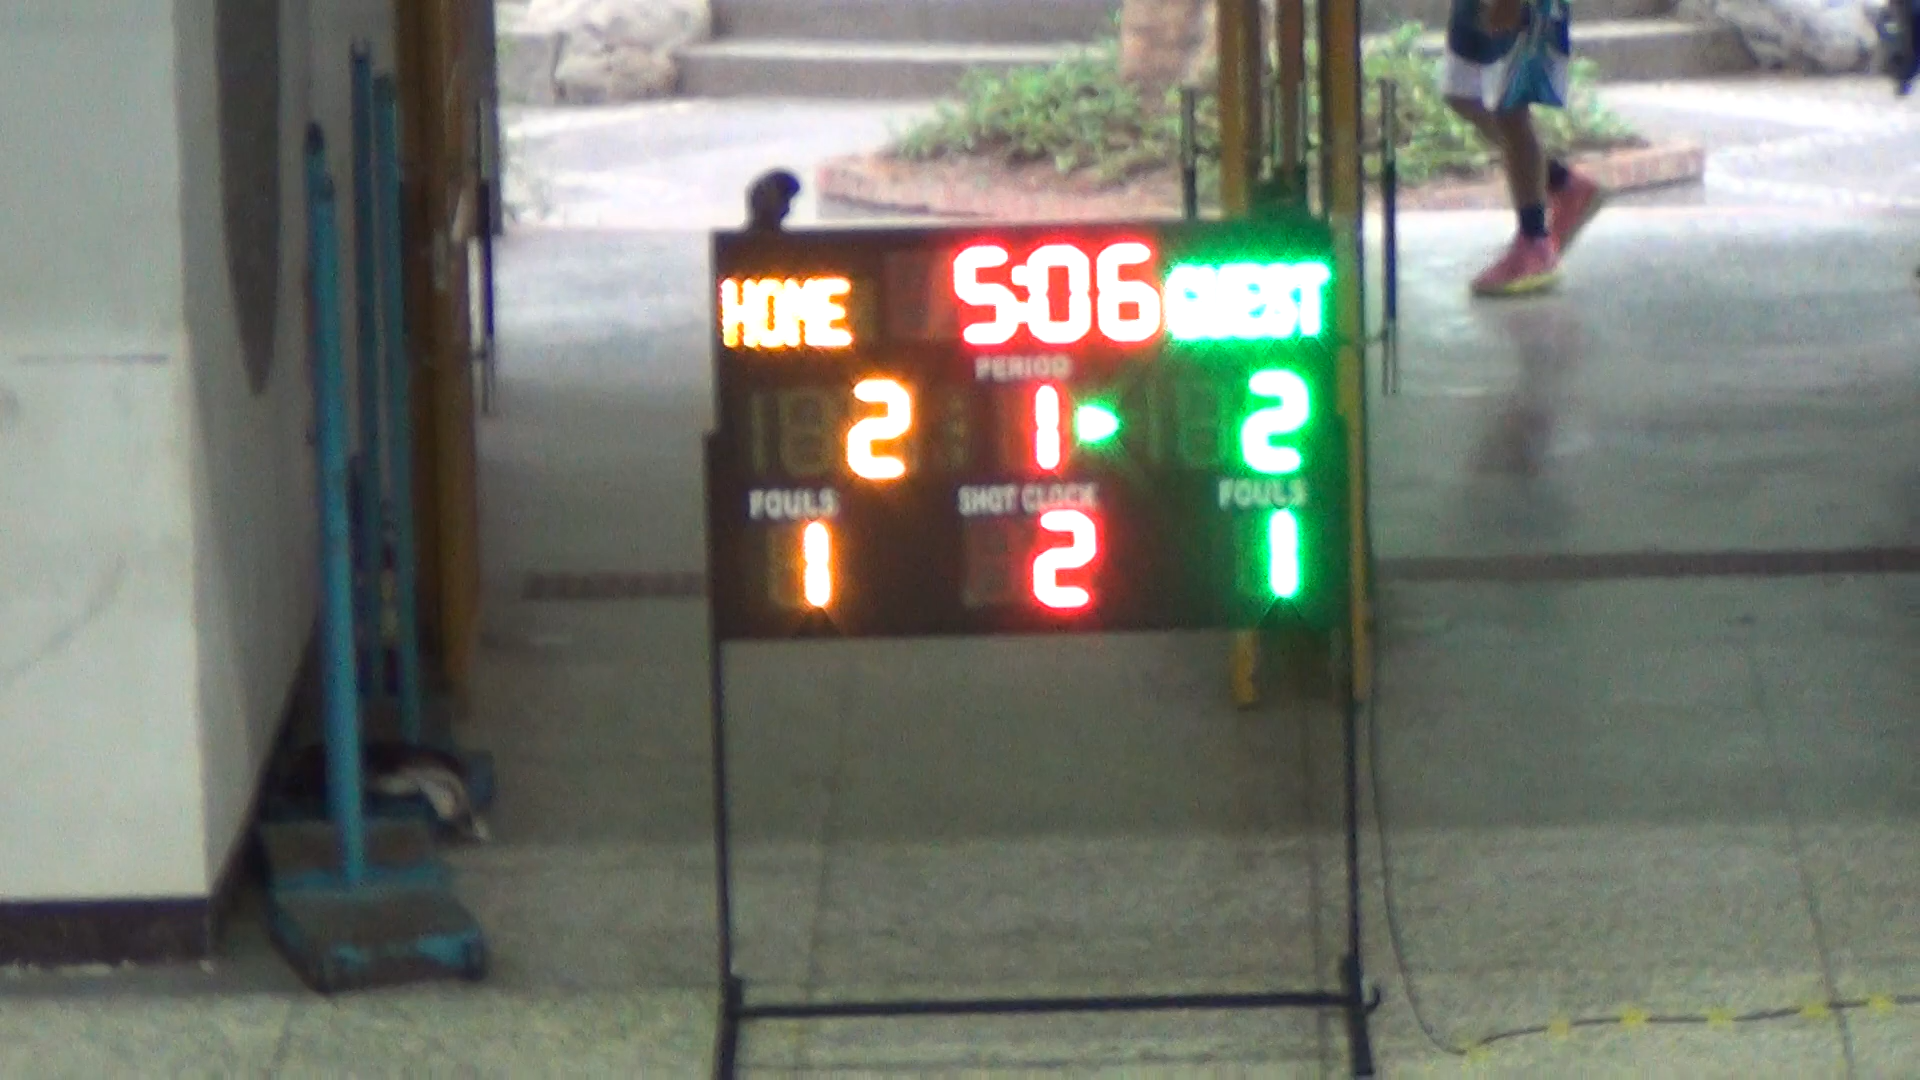 HOME 5:06 GUEST
PERIOD
2 1 2
FOULS SHOT CLOCK FOULS
1 2 1